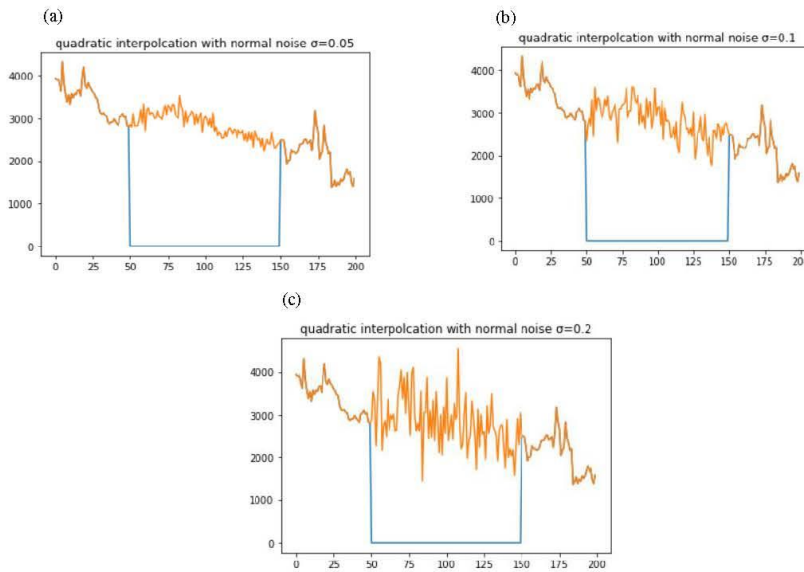 (a)
quadratic interpolcation with normal noise σ=0.05
4000
3000
2000
1000
0
0 25 50 75 100 125 150 175 200
(b)
quadratic interpolcation with normal noise σ=0.1
4000
3000
2000
1000
0
0 25 50 75 100 125 150 175 200
(c)
quadratic interpolcation with normal noise σ=0.2
4000
3000
2000
1000
0
0 25 50 75 100 125 150 175 200